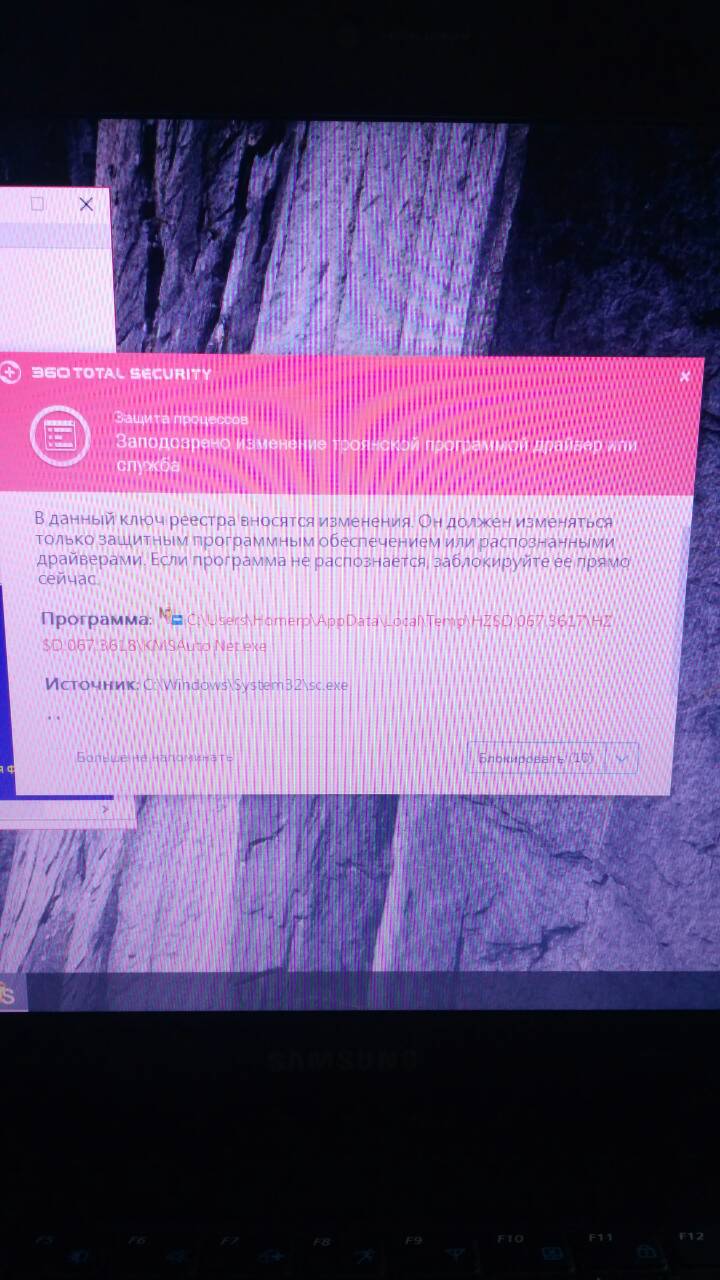 360 TOTAL SECURITY
Защита процессов
Заподозрено изменение троянской программой драйвер или
служба
В данный ключ реестра вносятся изменения. Он должен изменяться
только защитным программным обеспечением или распознанными
драйверами. Если программа не распознается, заблокируйте ее прямо
сейчас.
Программа: C:\Users\Homerp\AppData\Local\Temp\HZ$D.067.3617\HZ
$D.067.3618\KMSAuto Net.exe
Источник: C:\Windows\System32\sc.exe
Больше не напоминать
Блокировать (10)
SAMSUNG
F5 F6 F7 F8 F9 F10 F11 F12